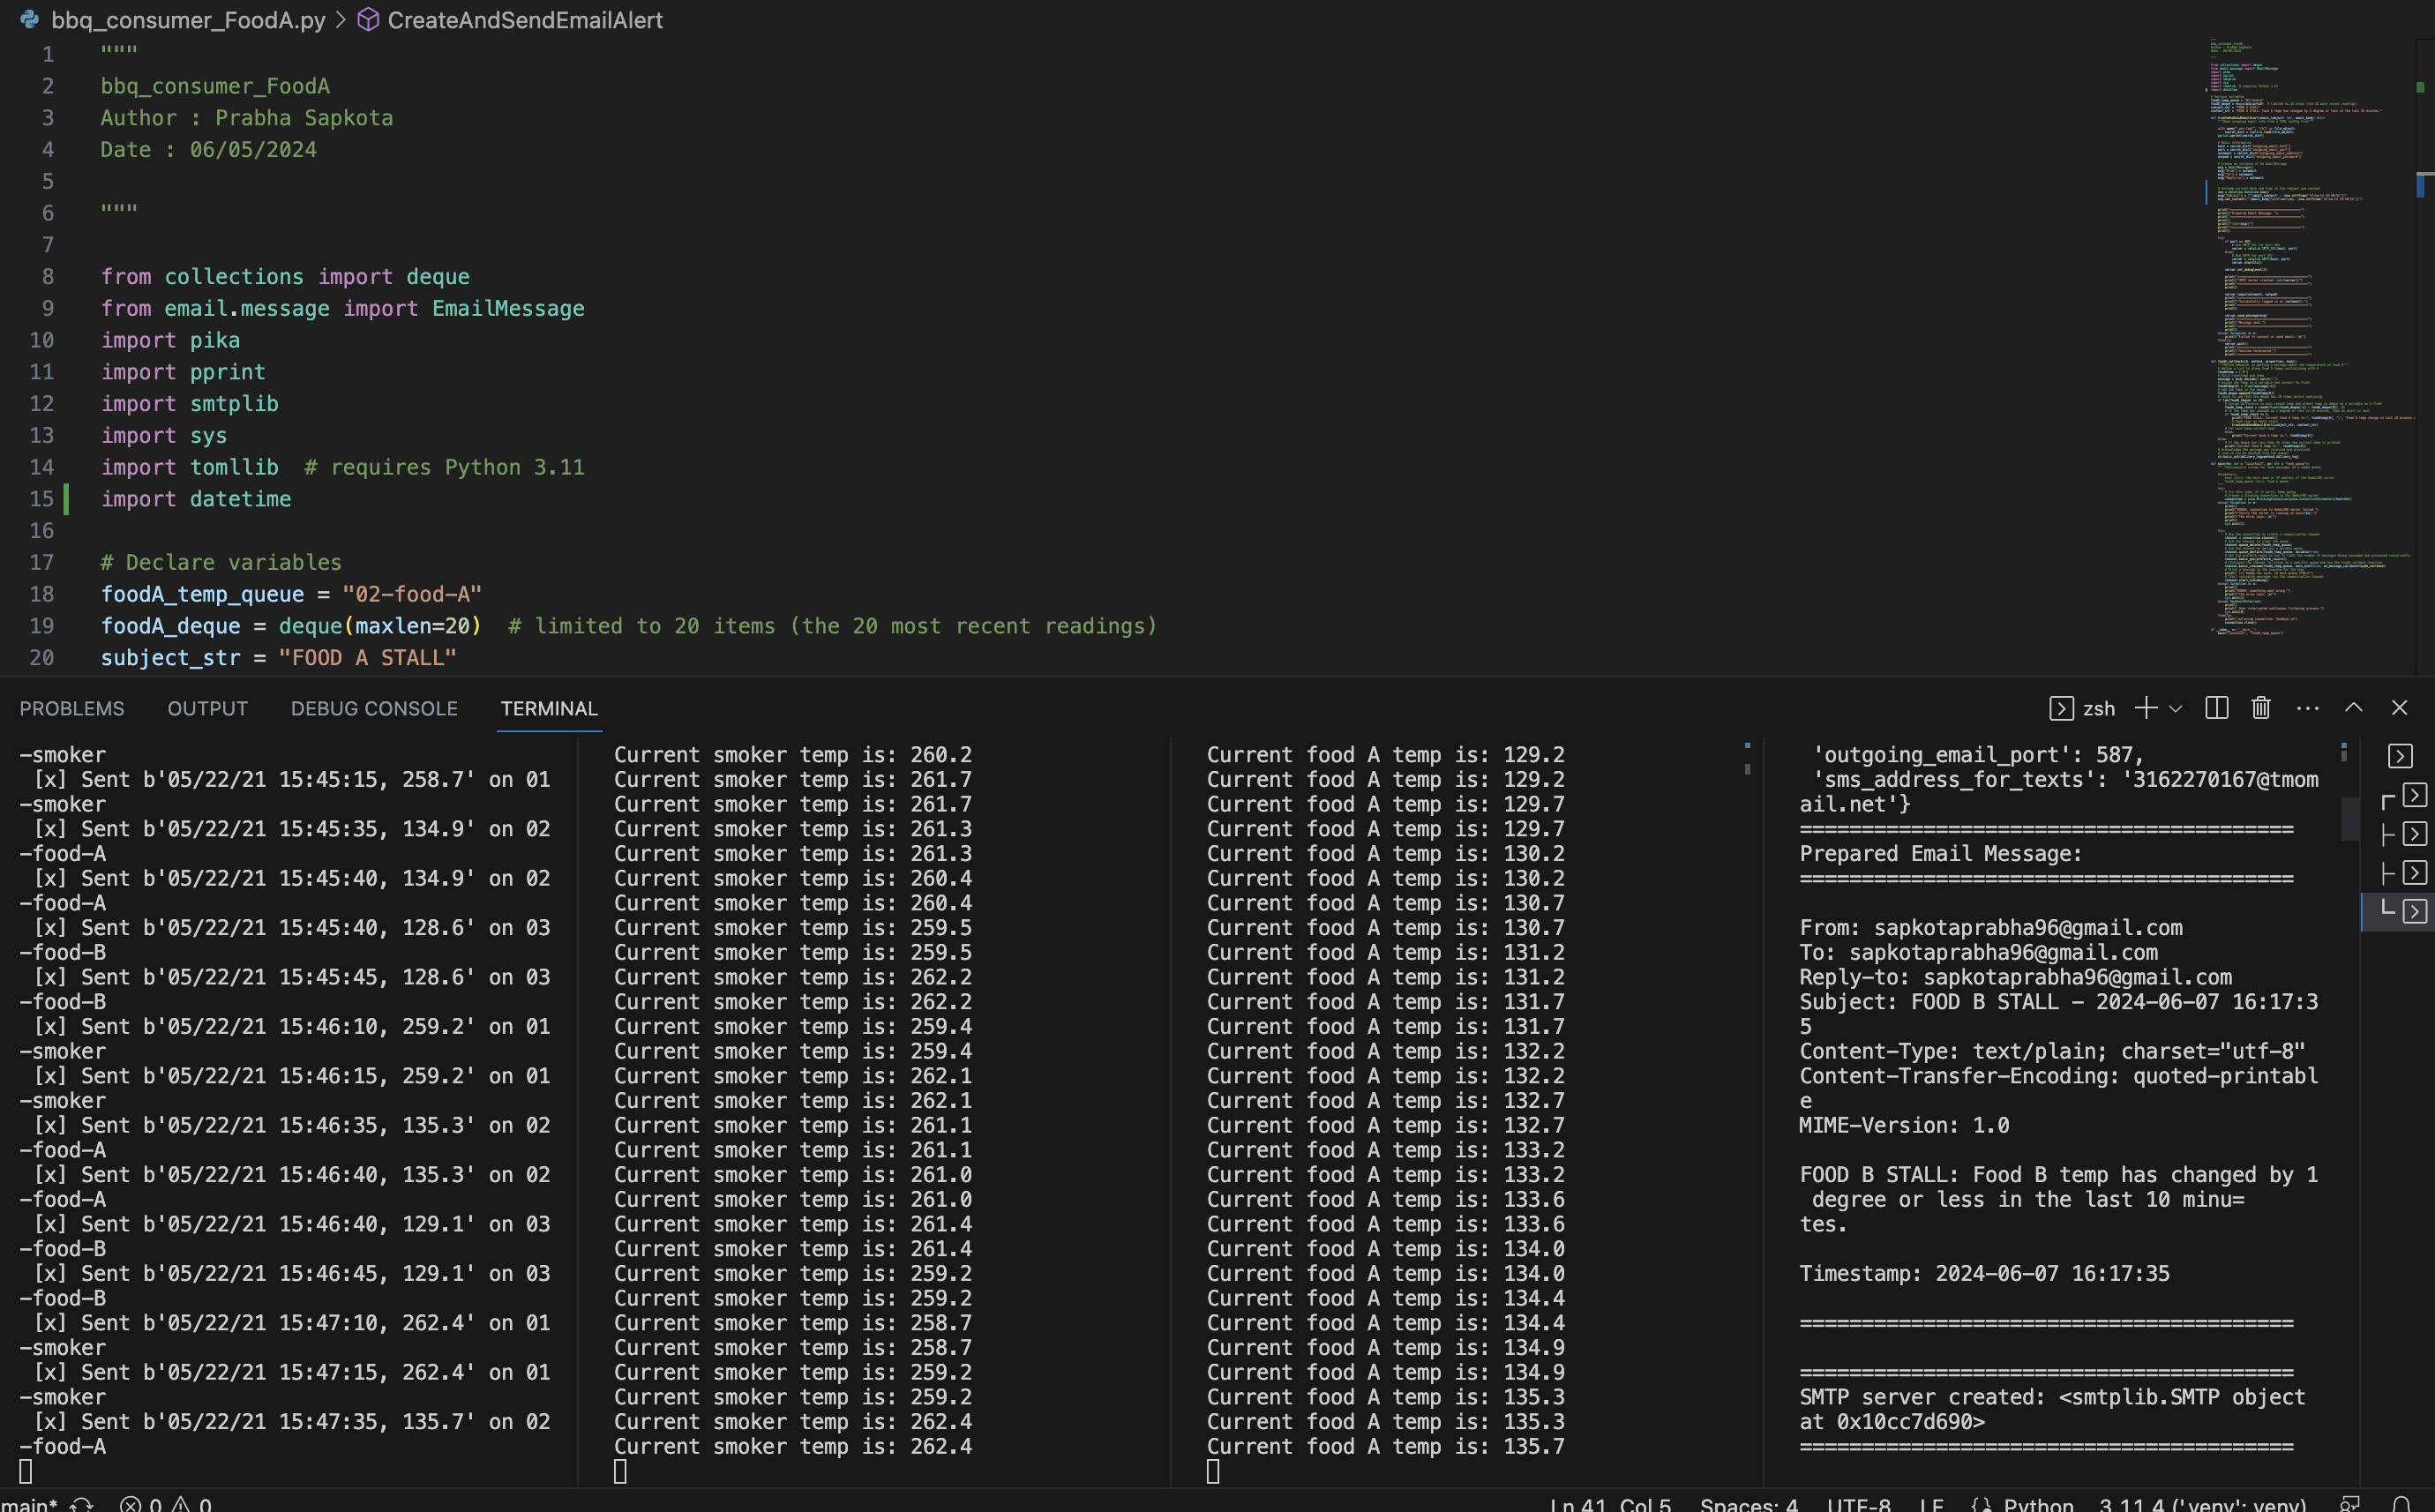 bbq_consumer_FoodA.py > CreateAndSendEmailAlert
1 """
2 bbq_consumer_FoodA
3 Author : Prabha Sapkota
4 Date : 06/05/2024
5
6 """
7
8 from collections import deque
9 from email.message import EmailMessage
10 import pika
11 import pprint
12 import smtplib
13 import sys
14 import tomllib # requires Python 3.11
15 import datetime
16
17 # Declare variables
18 foodA_temp_queue = "02-food-A"
19 foodA_deque = deque(maxlen=20) # limited to 20 items (the 20 most recent readings)
20 subject_str = "FOOD A STALL"
PROBLEMS OUTPUT DEBUG CONSOLE TERMINAL
zsh
-smoker
[x] Sent b'05/22/21 15:45:15, 258.7' on 01
-smoker
[x] Sent b'05/22/21 15:45:35, 134.9' on 02
-food-A
[x] Sent b'05/22/21 15:45:40, 134.9' on 02
-food-A
[x] Sent b'05/22/21 15:45:40, 128.6' on 03
-food-B
[x] Sent b'05/22/21 15:45:45, 128.6' on 03
-food-B
[x] Sent b'05/22/21 15:46:10, 259.2' on 01
-smoker
[x] Sent b'05/22/21 15:46:15, 259.2' on 01
-smoker
[x] Sent b'05/22/21 15:46:35, 135.3' on 02
-food-A
[x] Sent b'05/22/21 15:46:40, 135.3' on 02
-food-A
[x] Sent b'05/22/21 15:46:40, 129.1' on 03
-food-B
[x] Sent b'05/22/21 15:46:45, 129.1' on 03
-food-B
[x] Sent b'05/22/21 15:47:10, 262.4' on 01
-smoker
[x] Sent b'05/22/21 15:47:15, 262.4' on 01
-smoker
[x] Sent b'05/22/21 15:47:35, 135.7' on 02
-food-A
Current smoker temp is: 260.2
Current smoker temp is: 261.7
Current smoker temp is: 261.7
Current smoker temp is: 261.3
Current smoker temp is: 261.3
Current smoker temp is: 260.4
Current smoker temp is: 260.4
Current smoker temp is: 259.5
Current smoker temp is: 259.5
Current smoker temp is: 262.2
Current smoker temp is: 262.2
Current smoker temp is: 259.4
Current smoker temp is: 259.4
Current smoker temp is: 262.1
Current smoker temp is: 262.1
Current smoker temp is: 261.1
Current smoker temp is: 261.1
Current smoker temp is: 261.0
Current smoker temp is: 261.0
Current smoker temp is: 261.4
Current smoker temp is: 261.4
Current smoker temp is: 259.2
Current smoker temp is: 259.2
Current smoker temp is: 258.7
Current smoker temp is: 258.7
Current smoker temp is: 259.2
Current smoker temp is: 259.2
Current smoker temp is: 262.4
Current smoker temp is: 262.4
Current food A temp is: 129.2
Current food A temp is: 129.2
Current food A temp is: 129.7
Current food A temp is: 129.7
Current food A temp is: 130.2
Current food A temp is: 130.2
Current food A temp is: 130.7
Current food A temp is: 130.7
Current food A temp is: 131.2
Current food A temp is: 131.2
Current food A temp is: 131.7
Current food A temp is: 131.7
Current food A temp is: 132.2
Current food A temp is: 132.2
Current food A temp is: 132.7
Current food A temp is: 132.7
Current food A temp is: 133.2
Current food A temp is: 133.2
Current food A temp is: 133.6
Current food A temp is: 133.6
Current food A temp is: 134.0
Current food A temp is: 134.0
Current food A temp is: 134.4
Current food A temp is: 134.4
Current food A temp is: 134.9
Current food A temp is: 134.9
Current food A temp is: 135.3
Current food A temp is: 135.3
Current food A temp is: 135.7
'outgoing_email_port': 587,
'sms_address_for_texts': '3162270167@tmom
ail.net'}
========================================
Prepared Email Message:
========================================
From: sapkotaprabha96@gmail.com
To: sapkotaprabha96@gmail.com
Reply-to: sapkotaprabha96@gmail.com
Subject: FOOD B STALL - 2024-06-07 16:17:3
5
Content-Type: text/plain; charset="utf-8"
Content-Transfer-Encoding: quoted-printabl
e
MIME-Version: 1.0
FOOD B STALL: Food B temp has changed by 1
degree or less in the last 10 minu=
tes.
Timestamp: 2024-06-07 16:17:35
========================================
========================================
SMTP server created: <smtplib.SMTP object
at 0x10cc7d690>
========================================
main* 0 0 Ln 41, Col 5 Spaces: 4 UTF-8 LF {} Python 3.11.4 ('.venv': venv)